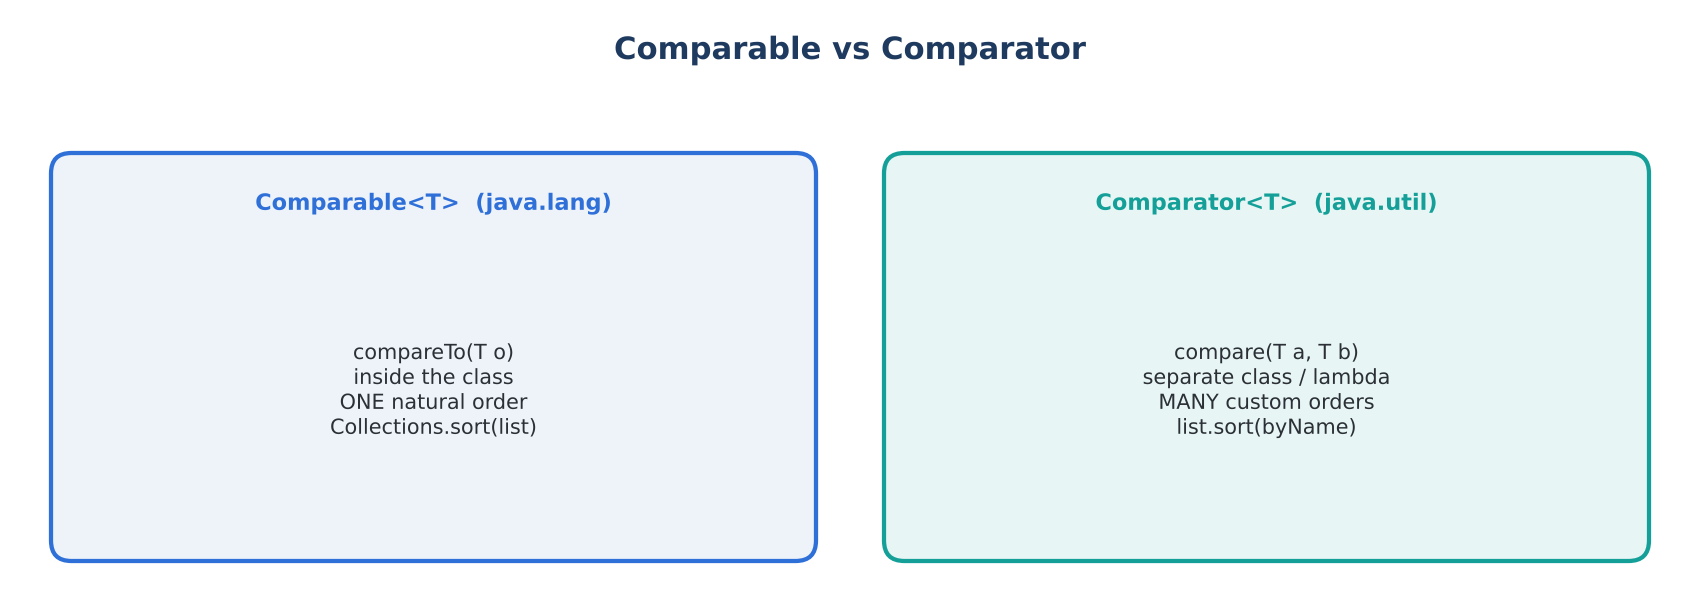 Comparable vs Comparator
Comparable<T>  (java.lang)
compareTo(T o)
inside the class
ONE natural order
Collections.sort(list)
Comparator<T>  (java.util)
compare(T a, T b)
separate class / lambda
MANY custom orders
list.sort(byName)